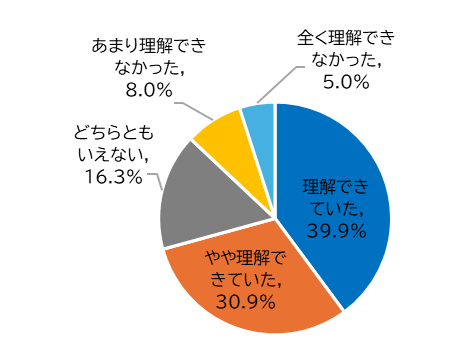 全く理解でき
なかった,
5.0%
あまり理解でき
なかった,
8.0%
どちらとも
いえない,
16.3%
理解でき
ていた,
39.9%
やや理解で
きていた,
30.9%